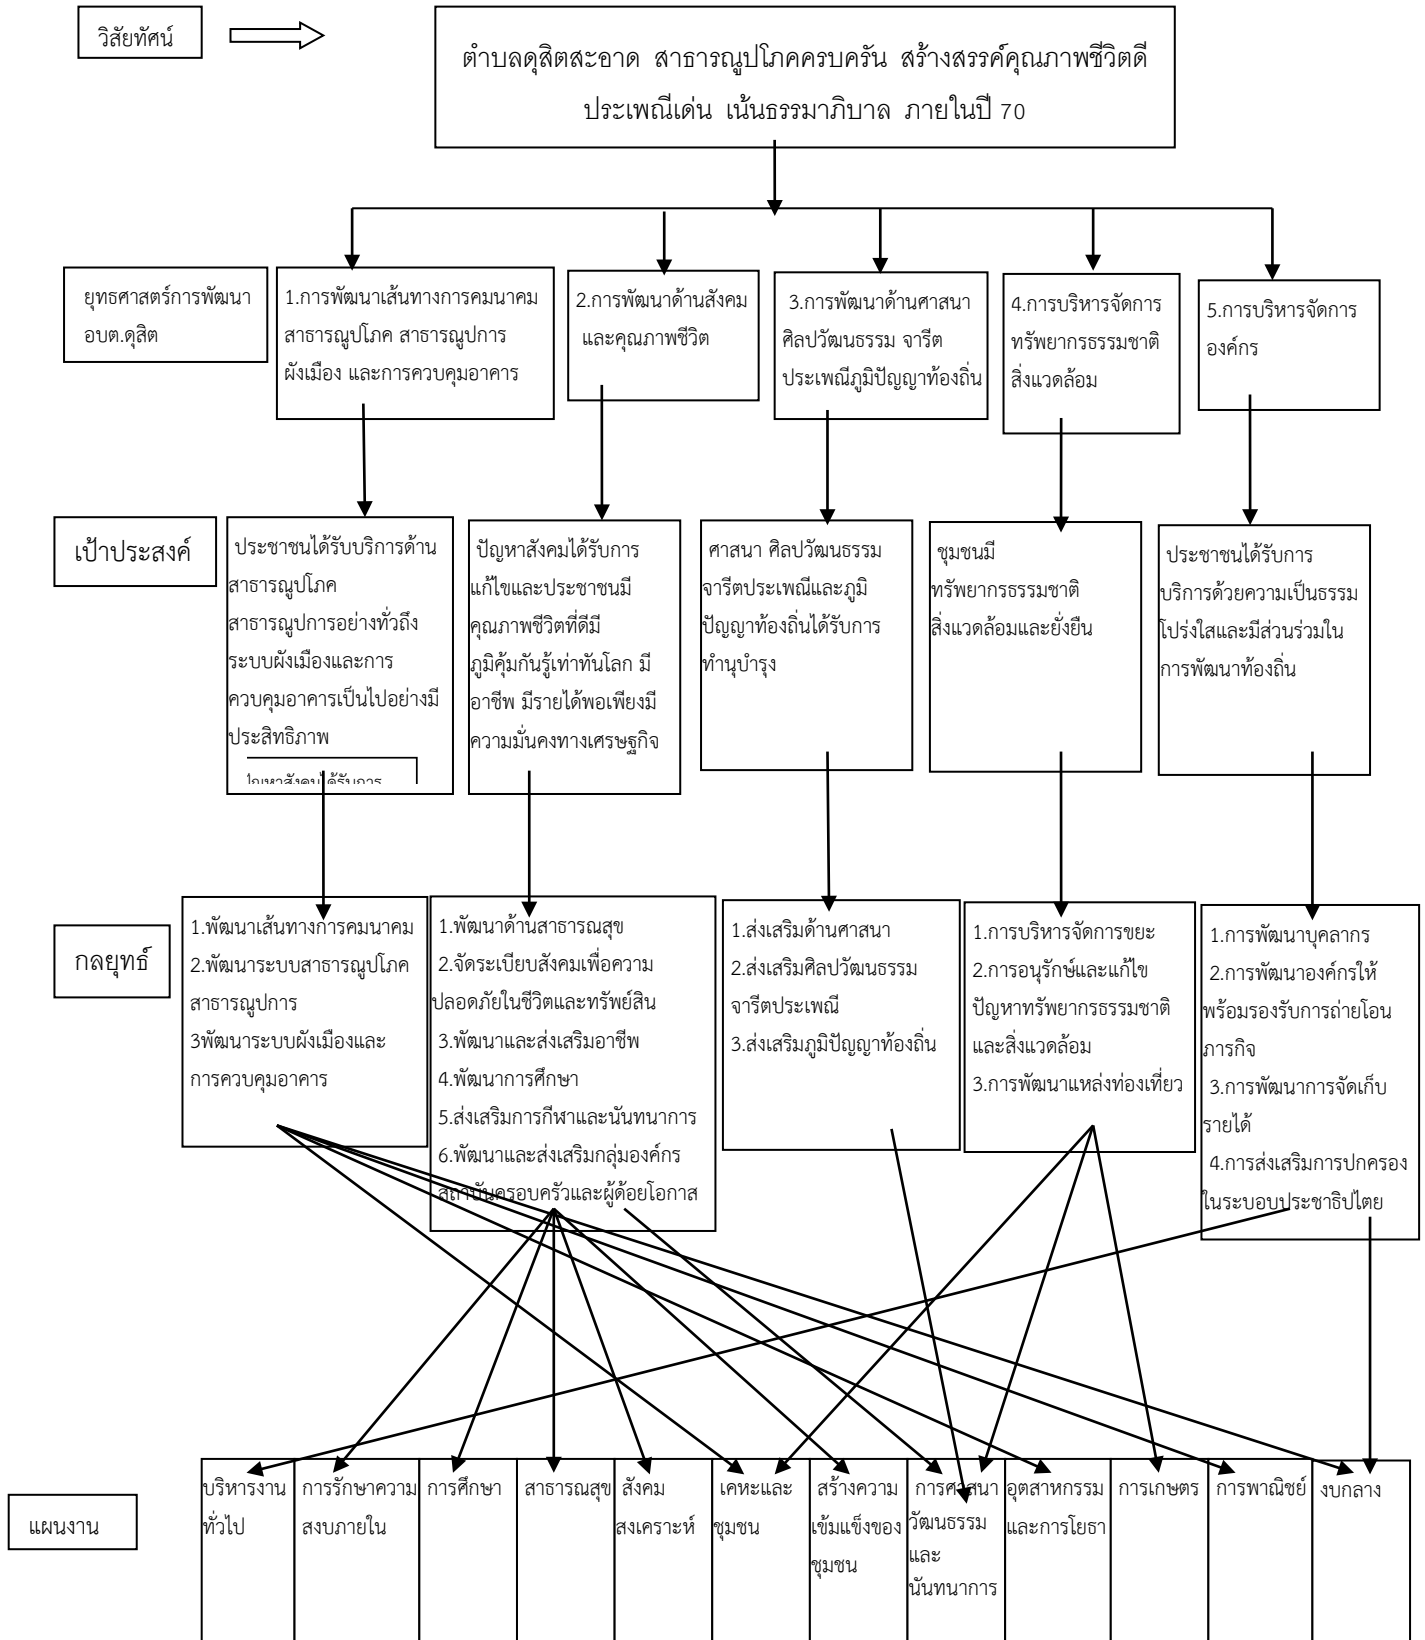 วิสัยทัศน์
ตำบลดุสิตสะอาด สาธารณูปโภคครบครัน สร้างสรรค์คุณภาพชีวิตดี
ประเพณีเด่น เน้นธรรมาภิบาล ภายในปี 70
ยุทธศาสตร์การพัฒนา
อบต.ดุสิต
1.การพัฒนาเส้นทางการคมนาคม
สาธารณูปโภค สาธารณูปการ
ผังเมือง และการควบคุมอาคาร
2.การพัฒนาด้านสังคม
และคุณภาพชีวิต
3.การพัฒนาด้านศาสนา
ศิลปวัฒนธรรม จารีต
ประเพณีภูมิปัญญาท้องถิ่น
4.การบริหารจัดการ
ทรัพยากรธรรมชาติ
สิ่งแวดล้อม
5.การบริหารจัดการ
องค์กร
เป้าประสงค์
ประชาชนได้รับบริการด้าน
สาธารณูปโภค
สาธารณูปการอย่างทั่วถึง
ระบบผังเมืองและการ
ควบคุมอาคารเป็นไปอย่างมี
ประสิทธิภาพ
ปัญหาสังคมได้รับการ
ปัญหาสังคมได้รับการ
แก้ไขและประชาชนมี
คุณภาพชีวิตที่ดีมี
ภูมิคุ้มกันรู้เท่าทันโลก มี
อาชีพ มีรายได้พอเพียงมี
ความมั่นคงทางเศรษฐกิจ
ศาสนา ศิลปวัฒนธรรม
จารีตประเพณีและภูมิ
ปัญญาท้องถิ่นได้รับการ
ทำนุบำรุง
ชุมชนมี
ทรัพยากรธรรมชาติ
สิ่งแวดล้อมและยั่งยืน
ประชาชนได้รับการ
บริการด้วยความเป็นธรรม
โปร่งใสและมีส่วนร่วมใน
การพัฒนาท้องถิ่น
กลยุทธ์
1.พัฒนาเส้นทางการคมนาคม
2.พัฒนาระบบสาธารณูปโภค
สาธารณูปการ
3พัฒนาระบบผังเมืองและ
การควบคุมอาคาร
1.พัฒนาด้านสาธารณสุข
2.จัดระเบียบสังคมเพื่อความ
ปลอดภัยในชีวิตและทรัพย์สิน
3.พัฒนาและส่งเสริมอาชีพ
4.พัฒนาการศึกษา
5.ส่งเสริมการกีฬาและนันทนาการ
6.พัฒนาและส่งเสริมกลุ่มองค์กร
สถาบันครอบครัวและผู้ด้อยโอกาส
1.ส่งเสริมด้านศาสนา
2.ส่งเสริมศิลปวัฒนธรรม
จารีตประเพณี
3.ส่งเสริมภูมิปัญญาท้องถิ่น
1.การบริหารจัดการขยะ
2.การอนุรักษ์และแก้ไข
ปัญหาทรัพยากรธรรมชาติ
และสิ่งแวดล้อม
3.การพัฒนาแหล่งท่องเที่ยว
1.การพัฒนาบุคลากร
2.การพัฒนาองค์กรให้
พร้อมรองรับการถ่ายโอน
ภารกิจ
3.การพัฒนาการจัดเก็บ
รายได้
4.การส่งเสริมการปกครอง
ในระบอบประชาธิปไตย
แผนงาน
บริหารงาน
ทั่วไป
การรักษาความ
สงบภายใน
การศึกษา
สาธารณสุข
สังคม
สงเคราะห์
เคหะและ
ชุมชน
สร้างความ
เข้มแข็งของ
ชุมชน
การศาสนา
วัฒนธรรม
และ
นันทนาการ
อุตสาหกรรม
และการโยธา
การเกษตร
การพาณิชย์
งบกลาง